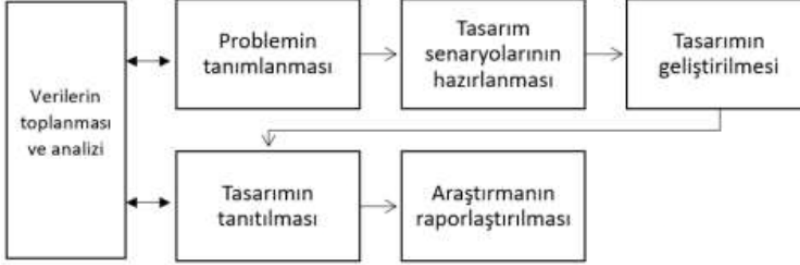 Verilerin
toplanması
ve analizi
Problemin
tanımlanması
Tasarım
senaryolarının
hazırlanması
Tasarımın
geliştirilmesi
Tasarımın
tanıtılması
Araştırmanın
raporlaştırılması